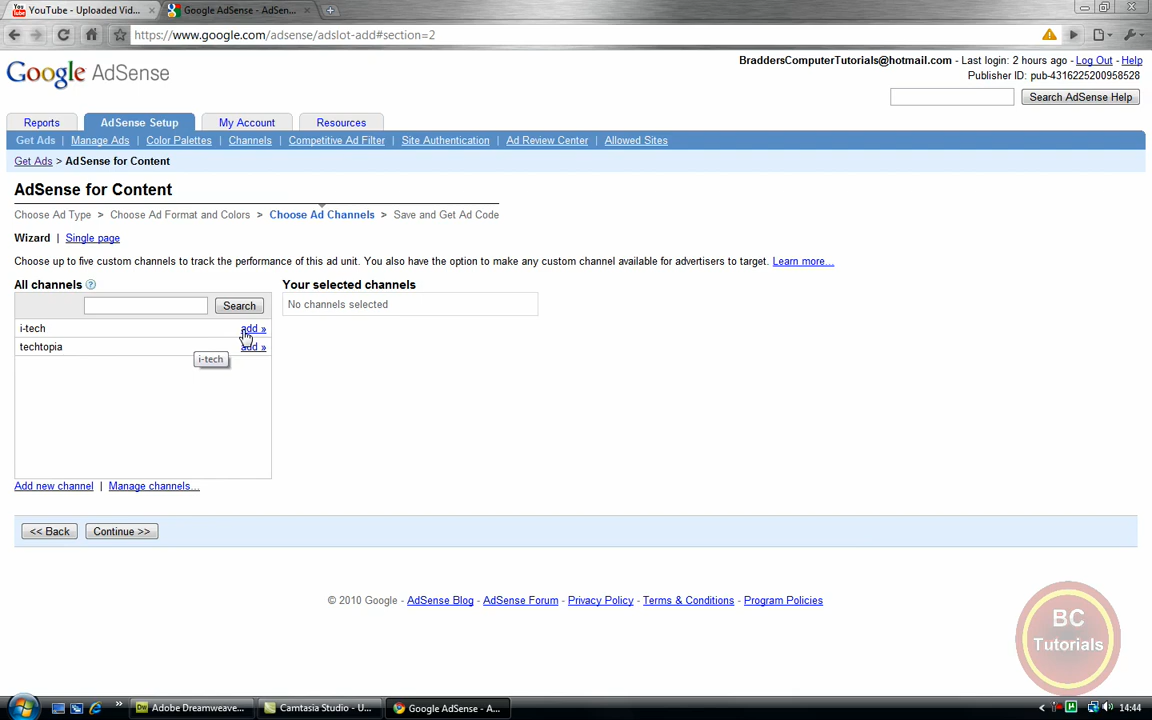 YouTube - Uploaded Vid...
Google AdSense - AdSen...
https://www.google.com/adsense/adslot-add#section=2
Google AdSense
BraddersComputerTutorials@hotmail.com - Last login: 2 hours ago - Log Out - Help
Publisher ID: pub-4316225200958528
Search AdSense Help
Reports
AdSense Setup
My Account
Resources
Get Ads | Manage Ads | Color Palettes | Channels | Competitive Ad Filter | Site Authentication | Ad Review Center | Allowed Sites
Get Ads > AdSense for Content
AdSense for Content
Choose Ad Type > Choose Ad Format and Colors > Choose Ad Channels > Save and Get Ad Code
Wizard | Single page
Choose up to five custom channels to track the performance of this ad unit. You also have the option to make any custom channel available for advertisers to target. Learn more...
All channels ?
Your selected channels
Search
No channels selected
i-tech add »
techtopia add »
i-tech
Add new channel | Manage channels...
<< Back
Continue >>
© 2010 Google - AdSense Blog - AdSense Forum - Privacy Policy - Terms & Conditions - Program Policies
BC
Tutorials
Adobe Dreamweave...
Camtasia Studio - U...
Google AdSense - A...
14:44